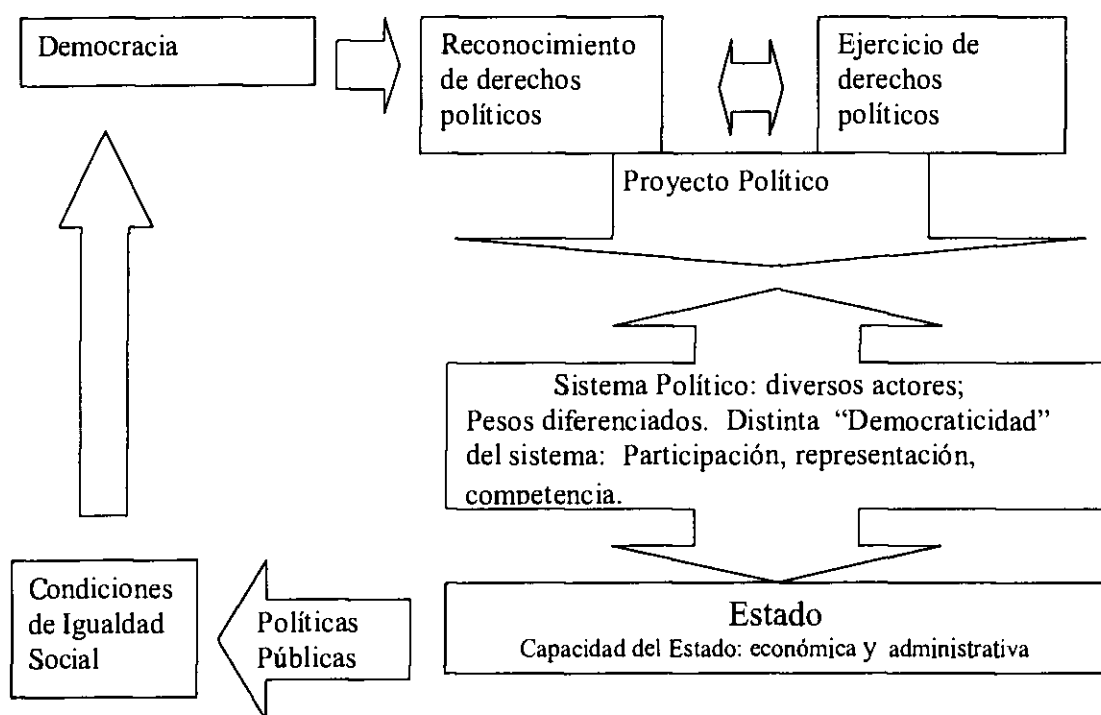 Democracia
Reconocimiento
de derechos
políticos
Ejercicio de
derechos
políticos
Proyecto Político
Sistema Político: diversos actores;
Pesos diferenciados. Distinta “Democraticidad”
del sistema: Participación, representación,
competencia.
Estado
Capacidad del Estado: económica y administrativa
Políticas
Públicas
Condiciones
de Igualdad
Social